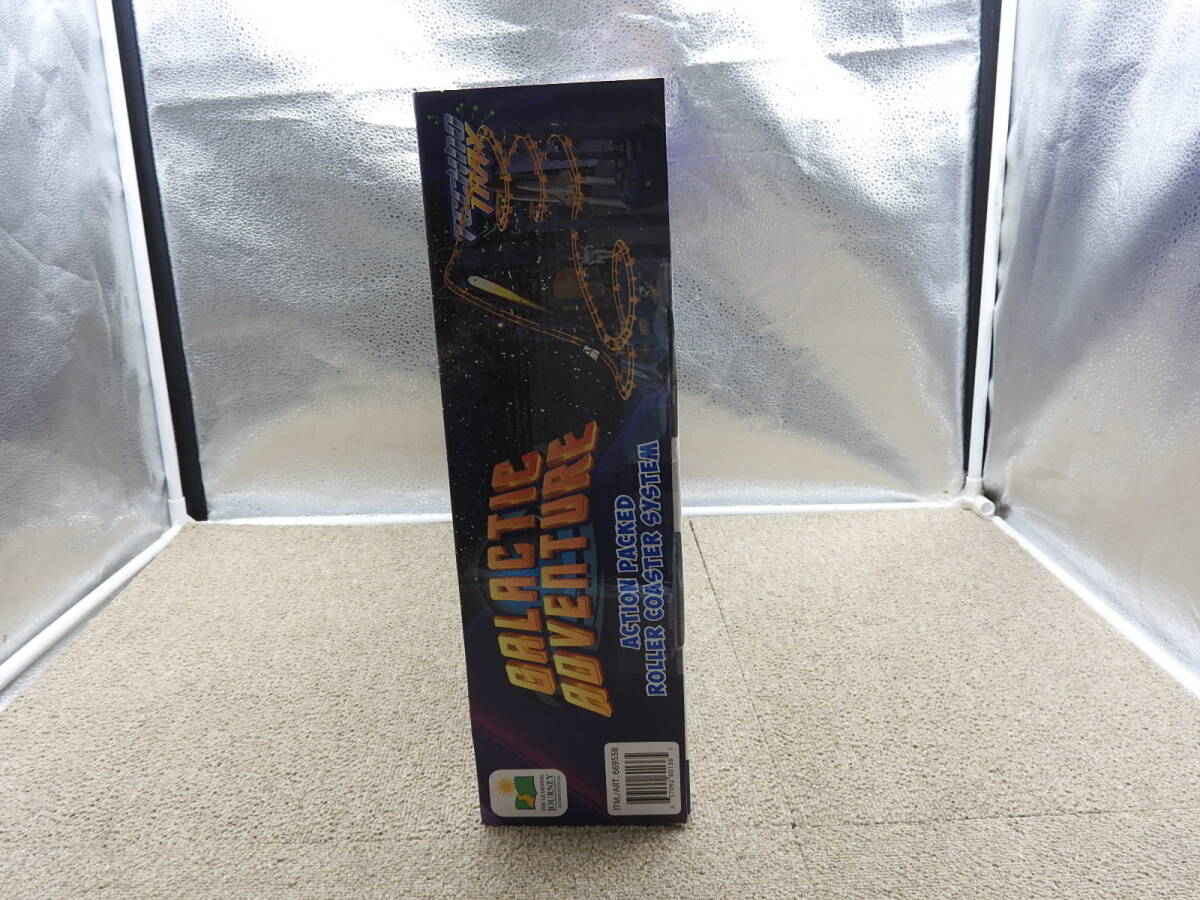 TECHNO
TRAX
GALACTIC
ADVENTURE
ACTION PACKED
ROLLER COASTER SYSTEM
THE LEARNING
JOURNEY
ITM./ART. 669558